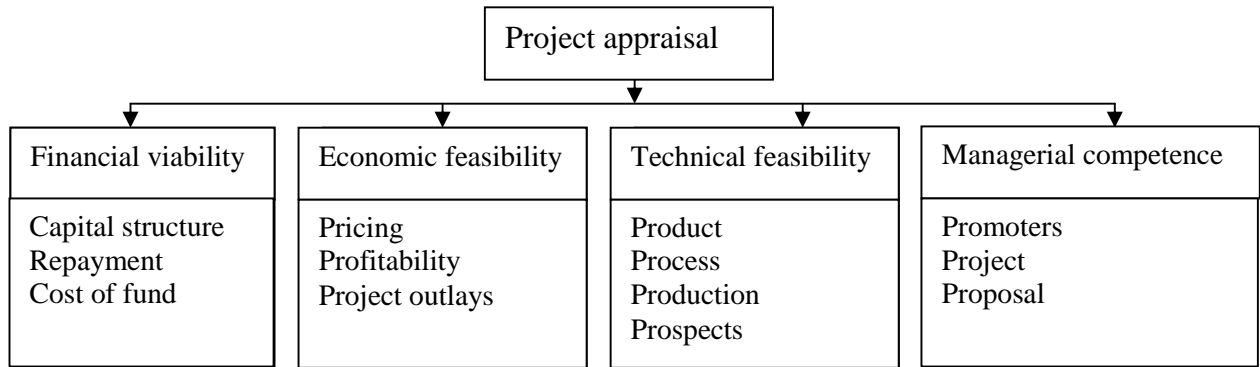 Project appraisal
Financial viability
Capital structure
Repayment
Cost of fund
Economic feasibility
Pricing
Profitability
Project outlays
Technical feasibility
Product
Process
Production
Prospects
Managerial competence
Promoters
Project
Proposal